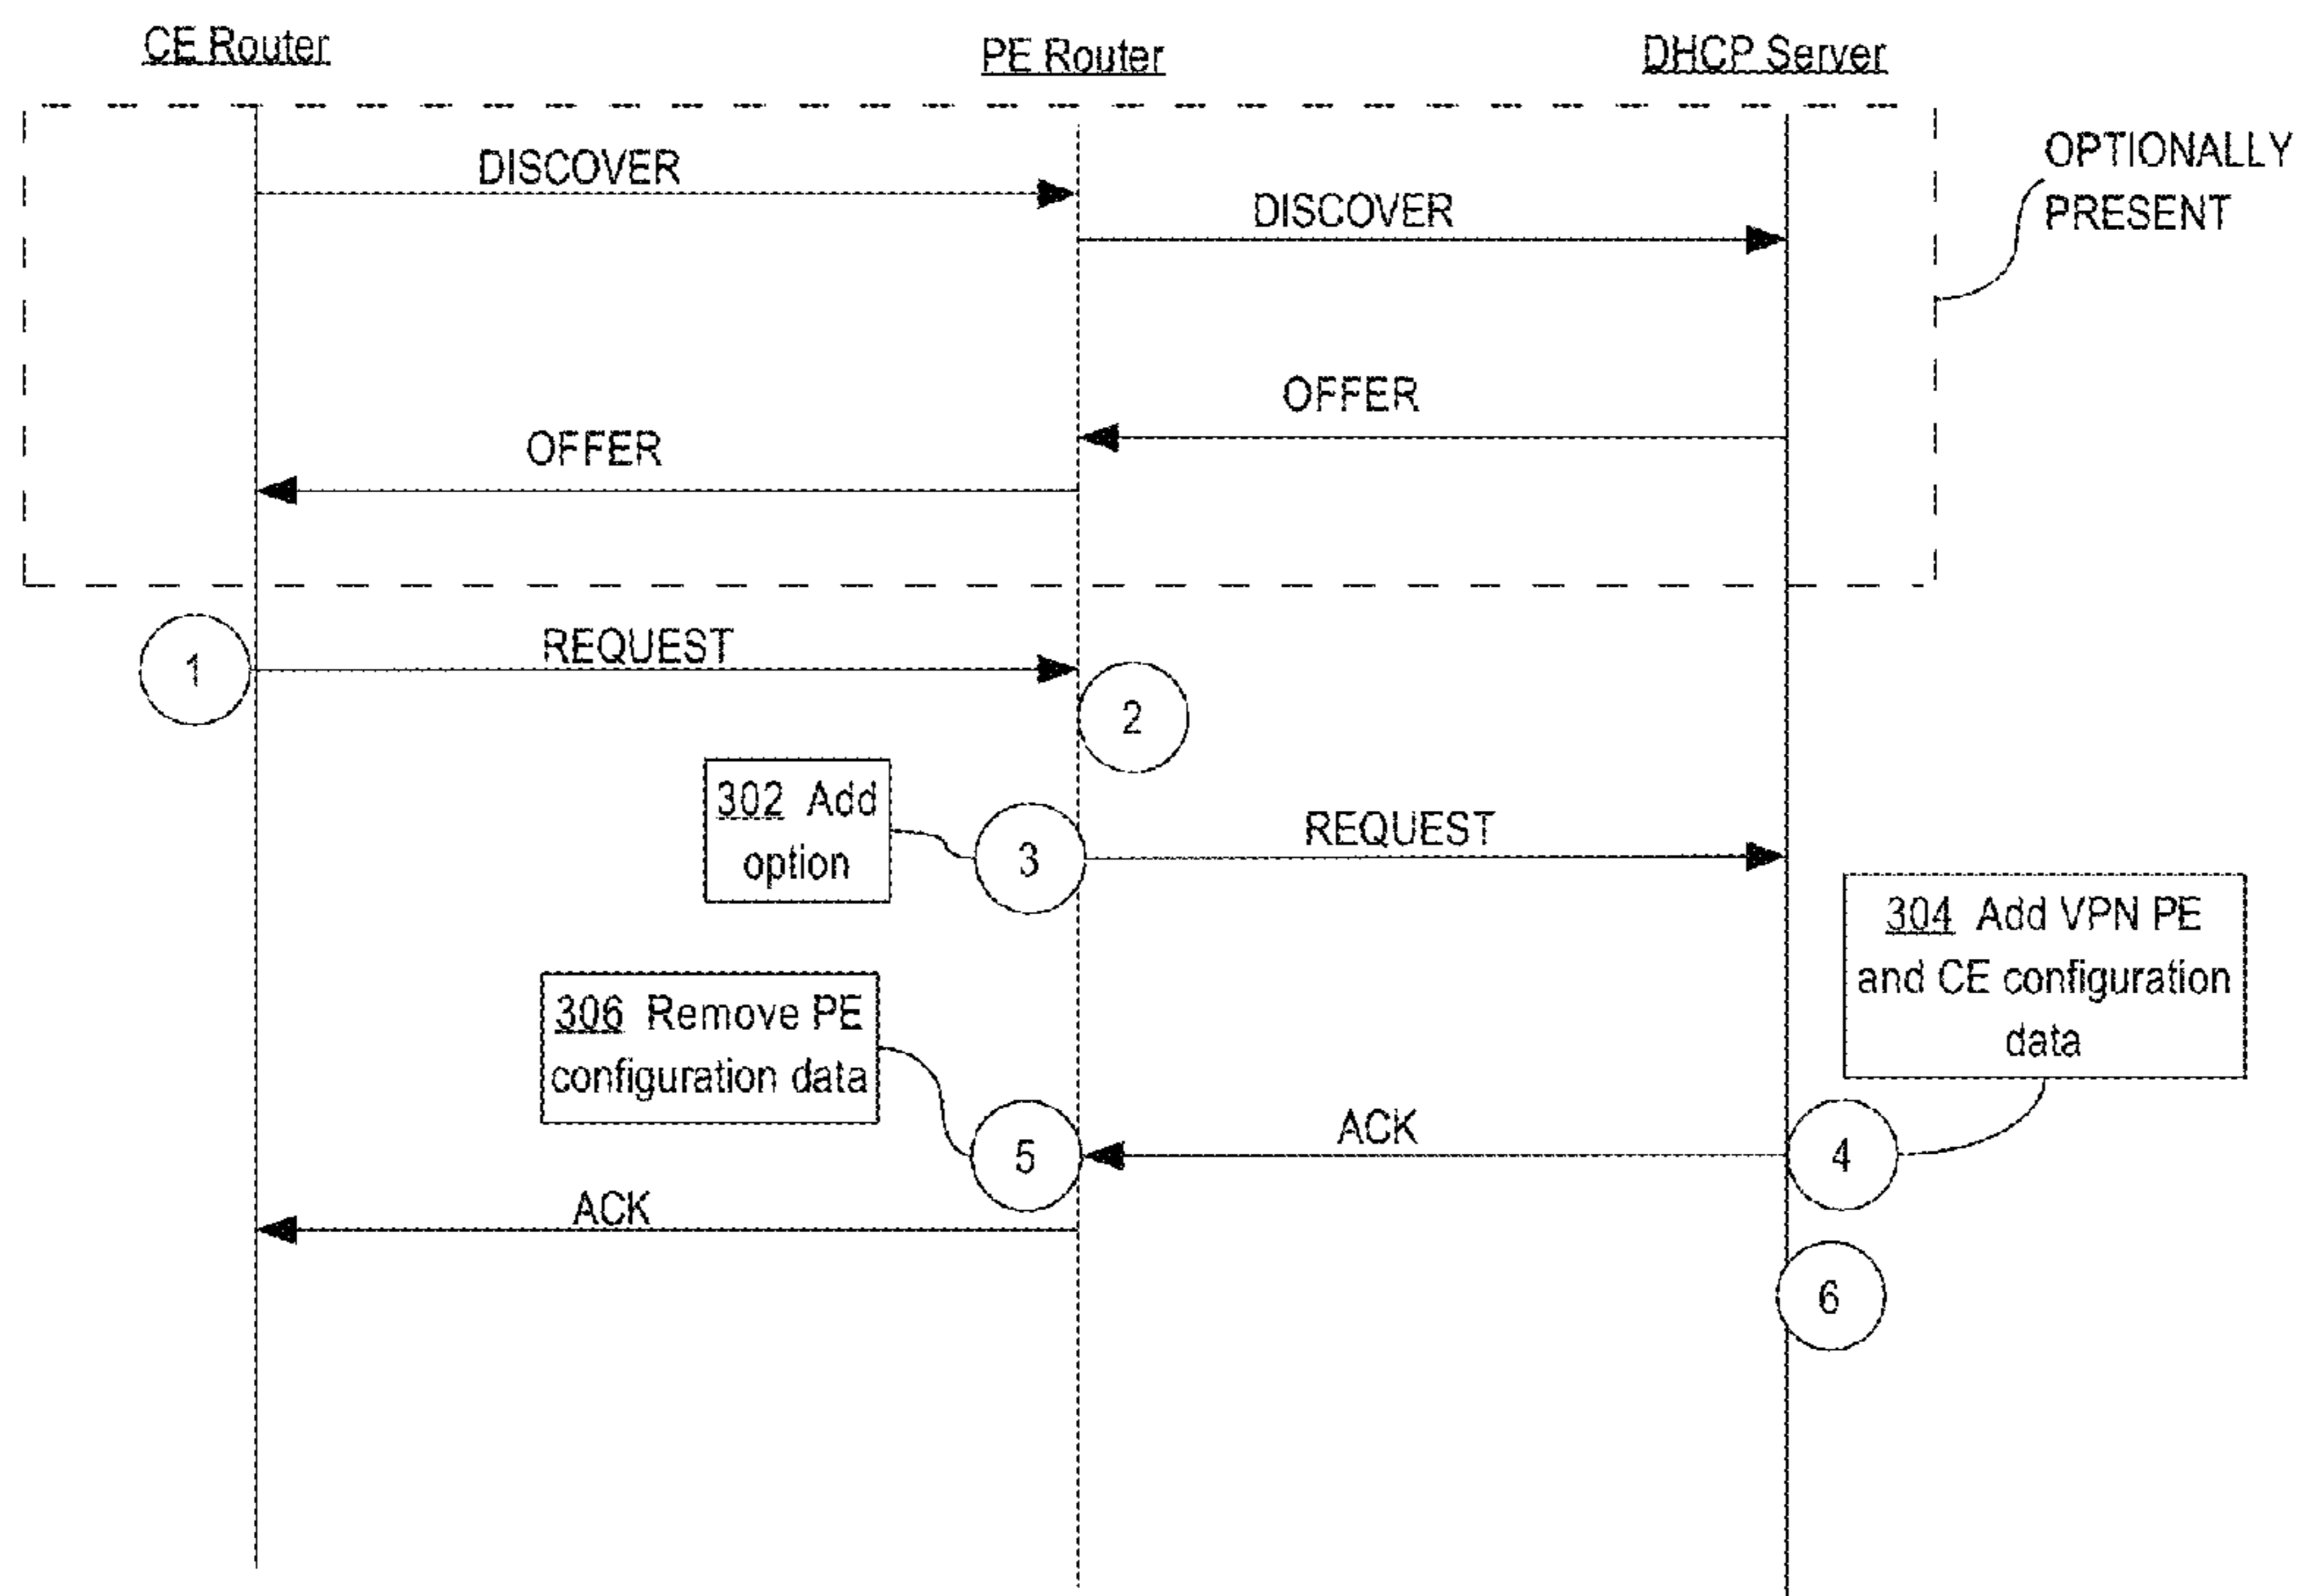 CE Router
PE Router
DHCP Server
DISCOVER
OPTIONALLY
PRESENT
DISCOVER
OFFER
OFFER
1
REQUEST
2
302 Add
option
3
REQUEST
304 Add VPN PE
and CE configuration
data
306 Remove PE
configuration data
5
ACK
4
ACK
6